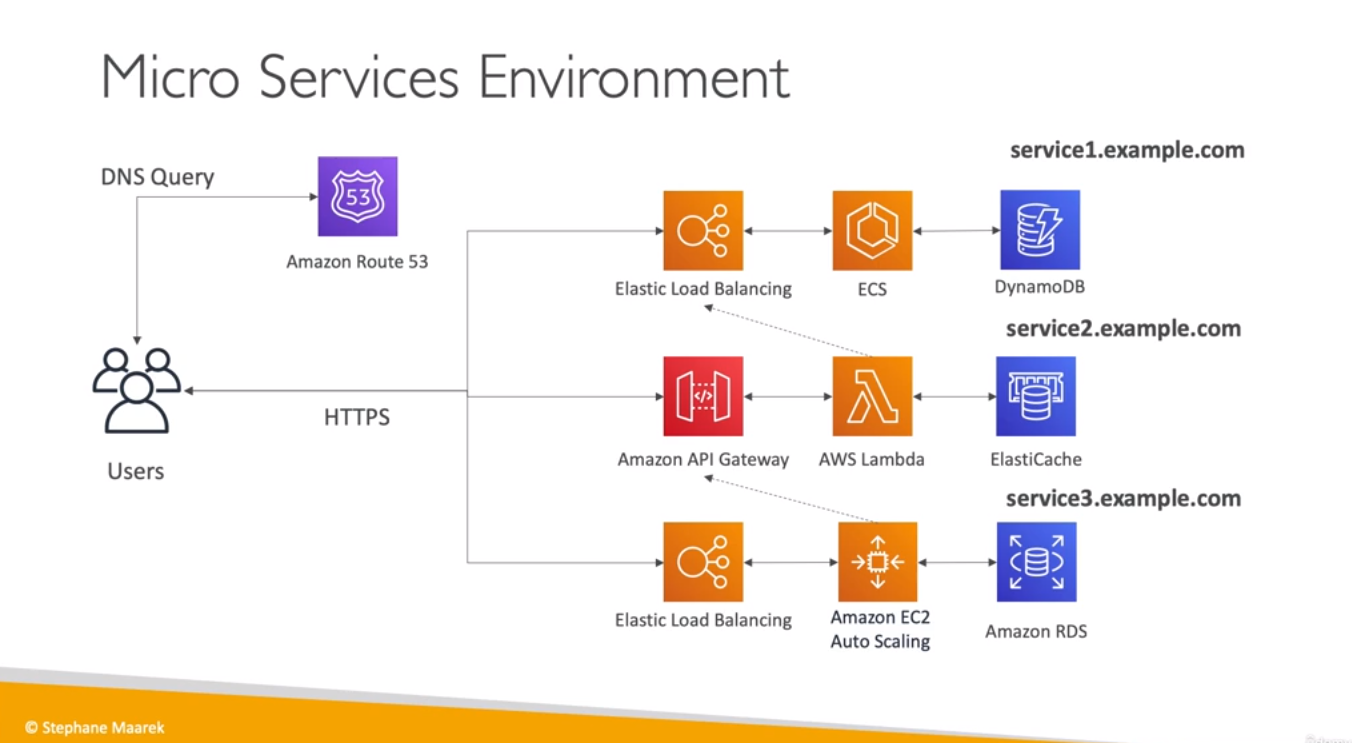 Micro Services Environment
DNS Query
53
Amazon Route 53
service1.example.com
Elastic Load Balancing
ECS
DynamoDB
service2.example.com
HTTPS
Users
</>
Amazon API Gateway
AWS Lambda
ElastiCache
service3.example.com
Elastic Load Balancing
Amazon EC2
Auto Scaling
Amazon RDS
© Stephane Maarek